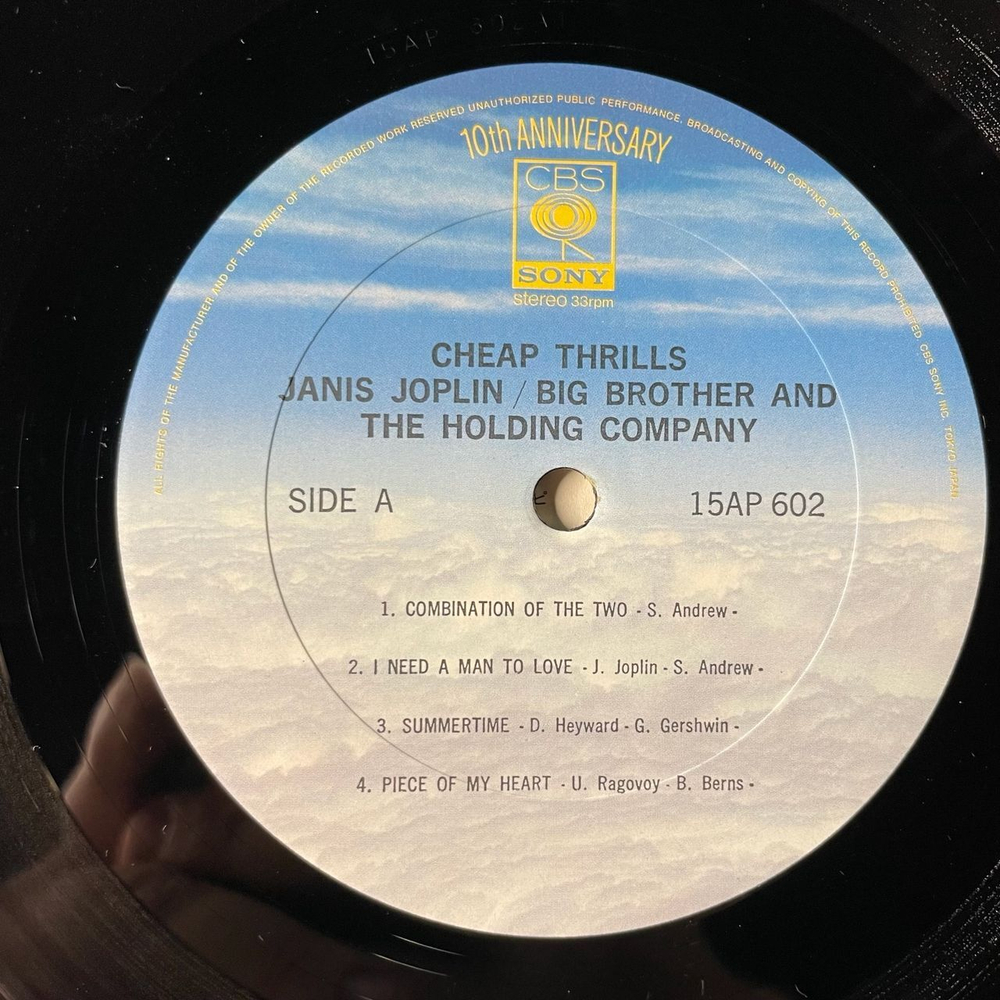 15AP 602
ALL RIGHTS OF THE MANUFACTURER AND OF THE OWNER OF THE RECORDED WORK RESERVED UNAUTHORIZED PUBLIC PERFORMANCE, BROADCASTING AND COPYING OF THIS RECORD PROHIBITED. CBS SONY INC. TOKYO JAPAN.
10th ANNIVERSARY
CBS
SONY
stereo 33rpm
CHEAP THRILLS
JANIS JOPLIN / BIG BROTHER AND
THE HOLDING COMPANY
SIDE A
15AP 602
1. COMBINATION OF THE TWO - S. Andrew -
2. I NEED A MAN TO LOVE - J. Joplin - S. Andrew -
3. SUMMERTIME - D. Heyward - G. Gershwin -
4. PIECE OF MY HEART - U. Ragovoy - B. Berns -